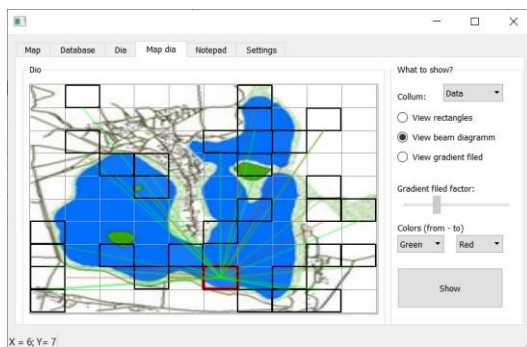 Map Database Dia Map dia Notepad Settings
Dio
What to show?
Collum: Data
View rectangles
View beam diagramm
View gradient filed
Gradient filed factor:
Colors (from - to)
Green Red
Show
X = 6; Y= 7